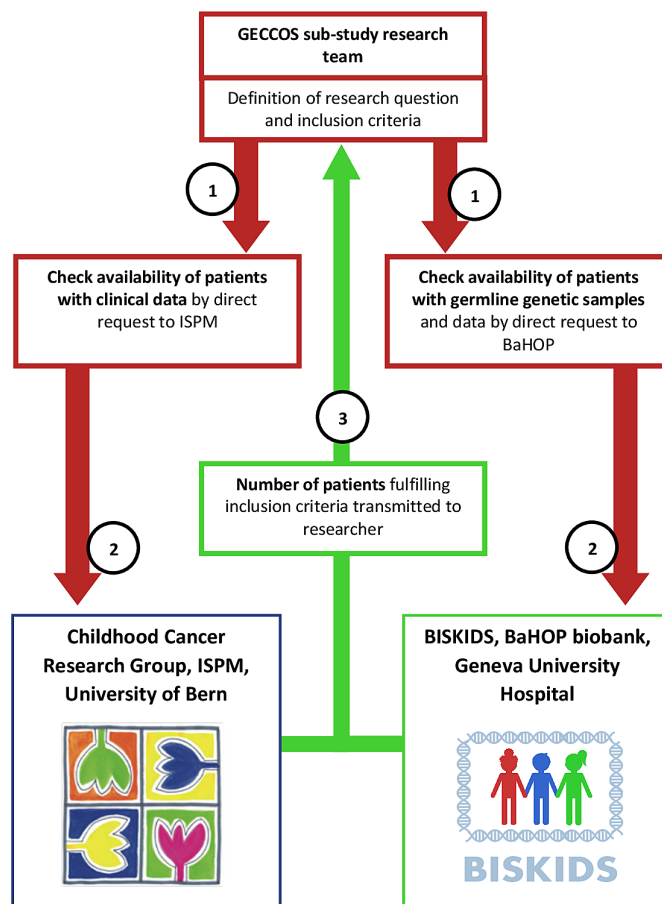 GECCOS sub-study research
team
Definition of research question
and inclusion criteria
1
1
Check availability of patients
with clinical data by direct
request to ISPM
Check availability of patients
with germline genetic samples
and data by direct request to
BaHOP
3
Number of patients fulfilling
inclusion criteria transmitted to
researcher
2
2
Childhood Cancer
Research Group, ISPM,
University of Bern
BISKIDS, BaHOP biobank,
Geneva University
Hospital
BISKIDS